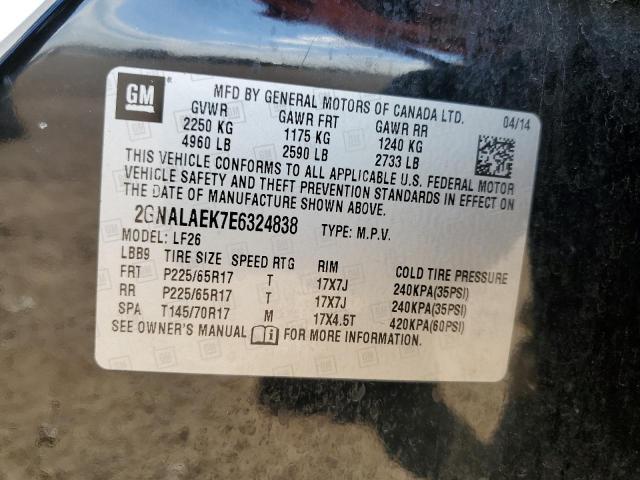 GM
MFD BY GENERAL MOTORS OF CANADA LTD. 04/14
GVWR GAWR FRT GAWR RR
2250 KG 1175 KG 1240 KG
4960 LB 2590 LB 2733 LB
THIS VEHICLE CONFORMS TO ALL APPLICABLE U.S. FEDERAL MOTOR
VEHICLE SAFETY AND THEFT PREVENTION STANDARDS IN EFFECT ON
THE DATE OF MANUFACTURE SHOWN ABOVE.
2GNALAEK7E6324838 TYPE: M.P.V.
MODEL: LF26
LBB9 TIRE SIZE SPEED RTG RIM COLD TIRE PRESSURE
FRT P225/65R17 T 17X7J 240KPA(35PSI)
RR P225/65R17 T 17X7J 240KPA(35PSI)
SPA T145/70R17 M 17X4.5T 420KPA(60PSI)
SEE OWNER'S MANUAL FOR MORE INFORMATION.